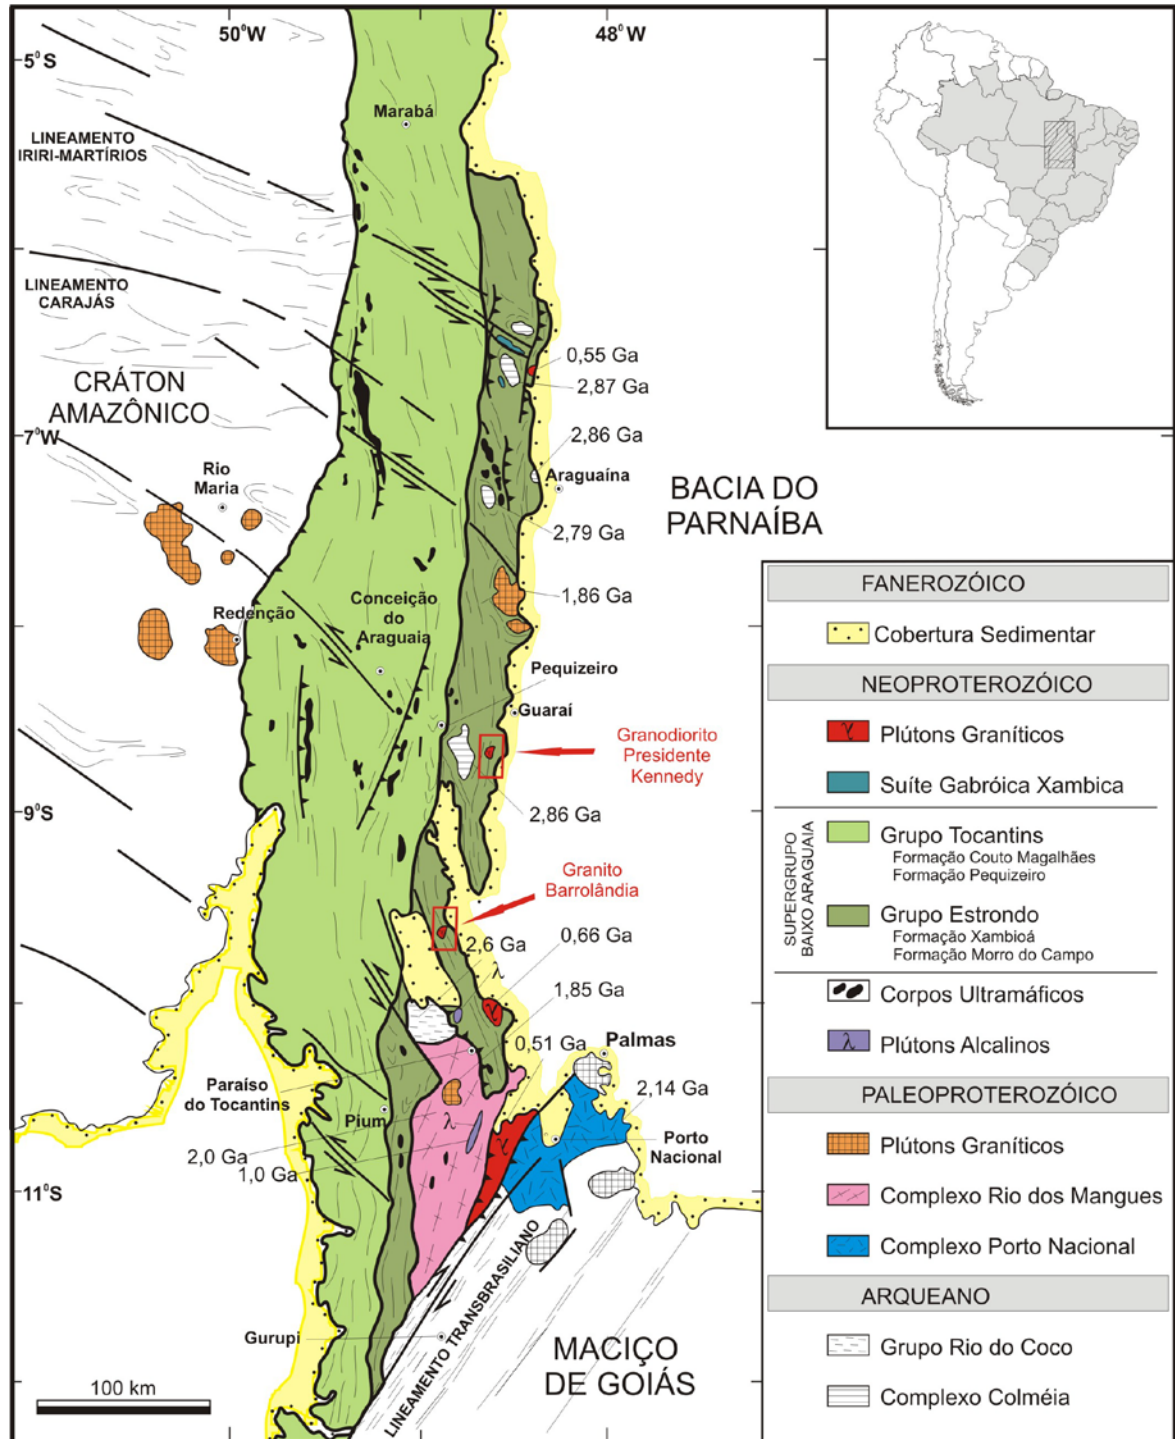 50°W
48°W
5°S
Marabá
LINEAMENTO
IRIRI-MARTÍRIOS
LINEAMENTO
CARAJÁS
0,55 Ga
CRÁTON
AMAZÔNICO
2,87 Ga
7°W
2,86 Ga
Rio
Maria
Araguaína
BACIA DO
PARNAÍBA
2,79 Ga
1,86 Ga
Redenção
Conceição
do
Araguaia
Pequizeiro
Guaraí
Granodiorito
Presidente
Kennedy
9°S
2,86 Ga
Granito
Barrolândia
2,6 Ga
0,66 Ga
λ
1,85 Ga
0,51 Ga
Palmas
Paraíso
do Tocantins
2,14 Ga
Pium
λ
Porto
Nacional
2,0 Ga
1,0 Ga
11°S
LINEAMENTO TRANSBRASILIANO
Gurupi
MACIÇO
DE GOIÁS
100 km
FANEROZÓICO
Cobertura Sedimentar
NEOPROTEROZÓICO
Plútons Graníticos
Suíte Gabróica Xambica
SUPERGRUPO
BAIXO ARAGUAIA
Grupo Tocantins
Formação Couto Magalhães
Formação Pequizeiro
Grupo Estrondo
Formação Xambioá
Formação Morro do Campo
Corpos Ultramáficos
λ Plútons Alcalinos
PALEOPROTEROZÓICO
Plútons Graníticos
Complexo Rio dos Mangues
Complexo Porto Nacional
ARQUEANO
Grupo Rio do Coco
Complexo Colméia